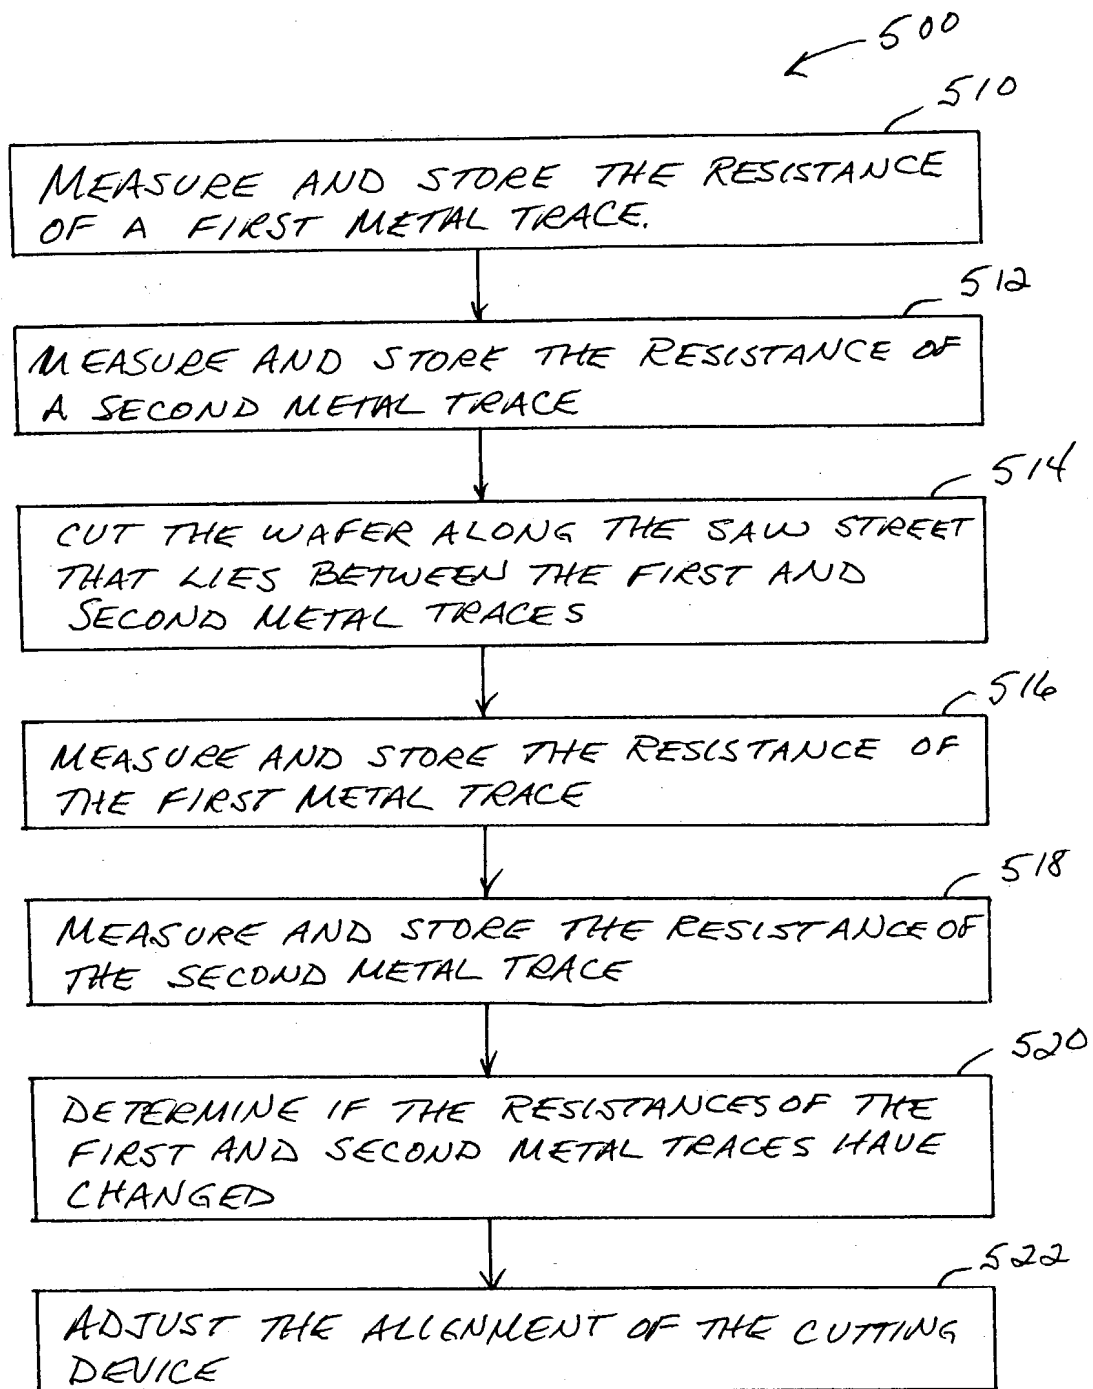 500
510
MEASURE AND STORE THE RESISTANCE
OF A FIRST METAL TRACE.
512
MEASURE AND STORE THE RESISTANCE OF
A SECOND METAL TRACE
514
CUT THE WAFER ALONG THE SAW STREET
THAT LIES BETWEEN THE FIRST AND
SECOND METAL TRACES
516
MEASURE AND STORE THE RESISTANCE OF
THE FIRST METAL TRACE
518
MEASURE AND STORE THE RESISTANCE OF
THE SECOND METAL TRACE
520
DETERMINE IF THE RESISTANCES OF THE
FIRST AND SECOND METAL TRACES HAVE
CHANGED
522
ADJUST THE ALIGNMENT OF THE CUTTING
DEVICE